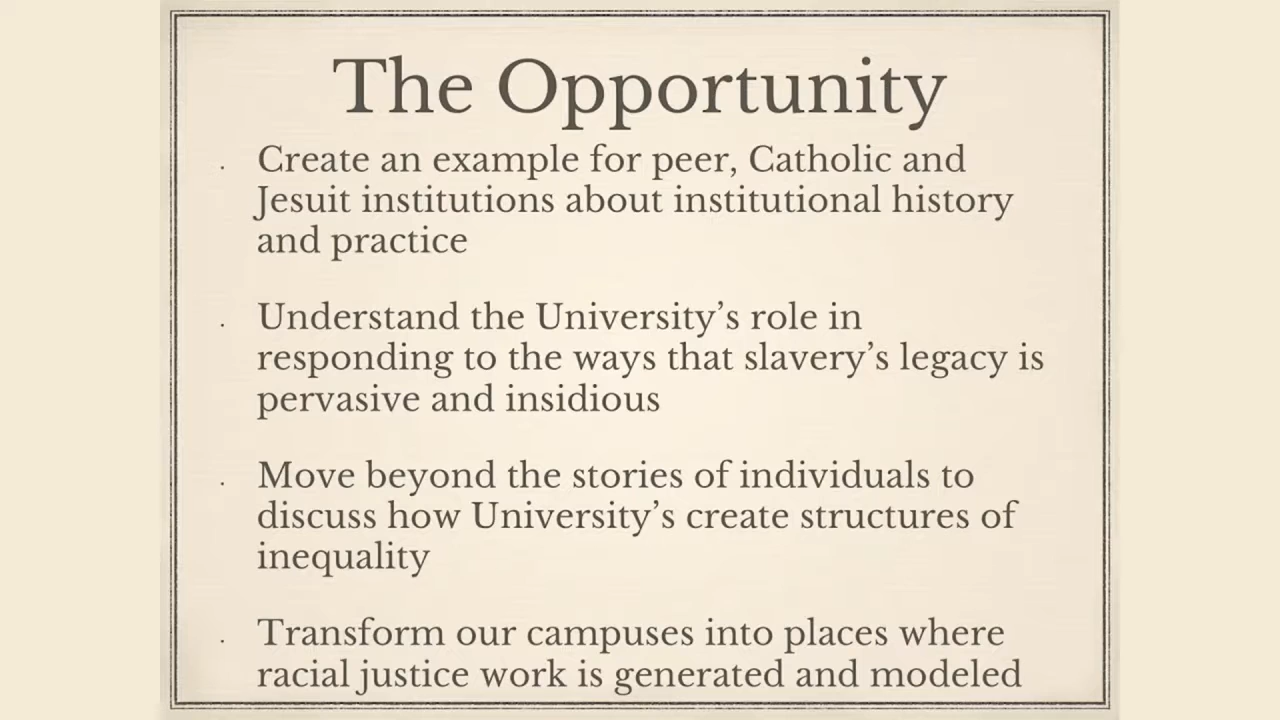 The Opportunity
· Create an example for peer, Catholic and
Jesuit institutions about institutional history
and practice
· Understand the University’s role in
responding to the ways that slavery’s legacy is
pervasive and insidious
· Move beyond the stories of individuals to
discuss how University’s create structures of
inequality
· Transform our campuses into places where
racial justice work is generated and modeled